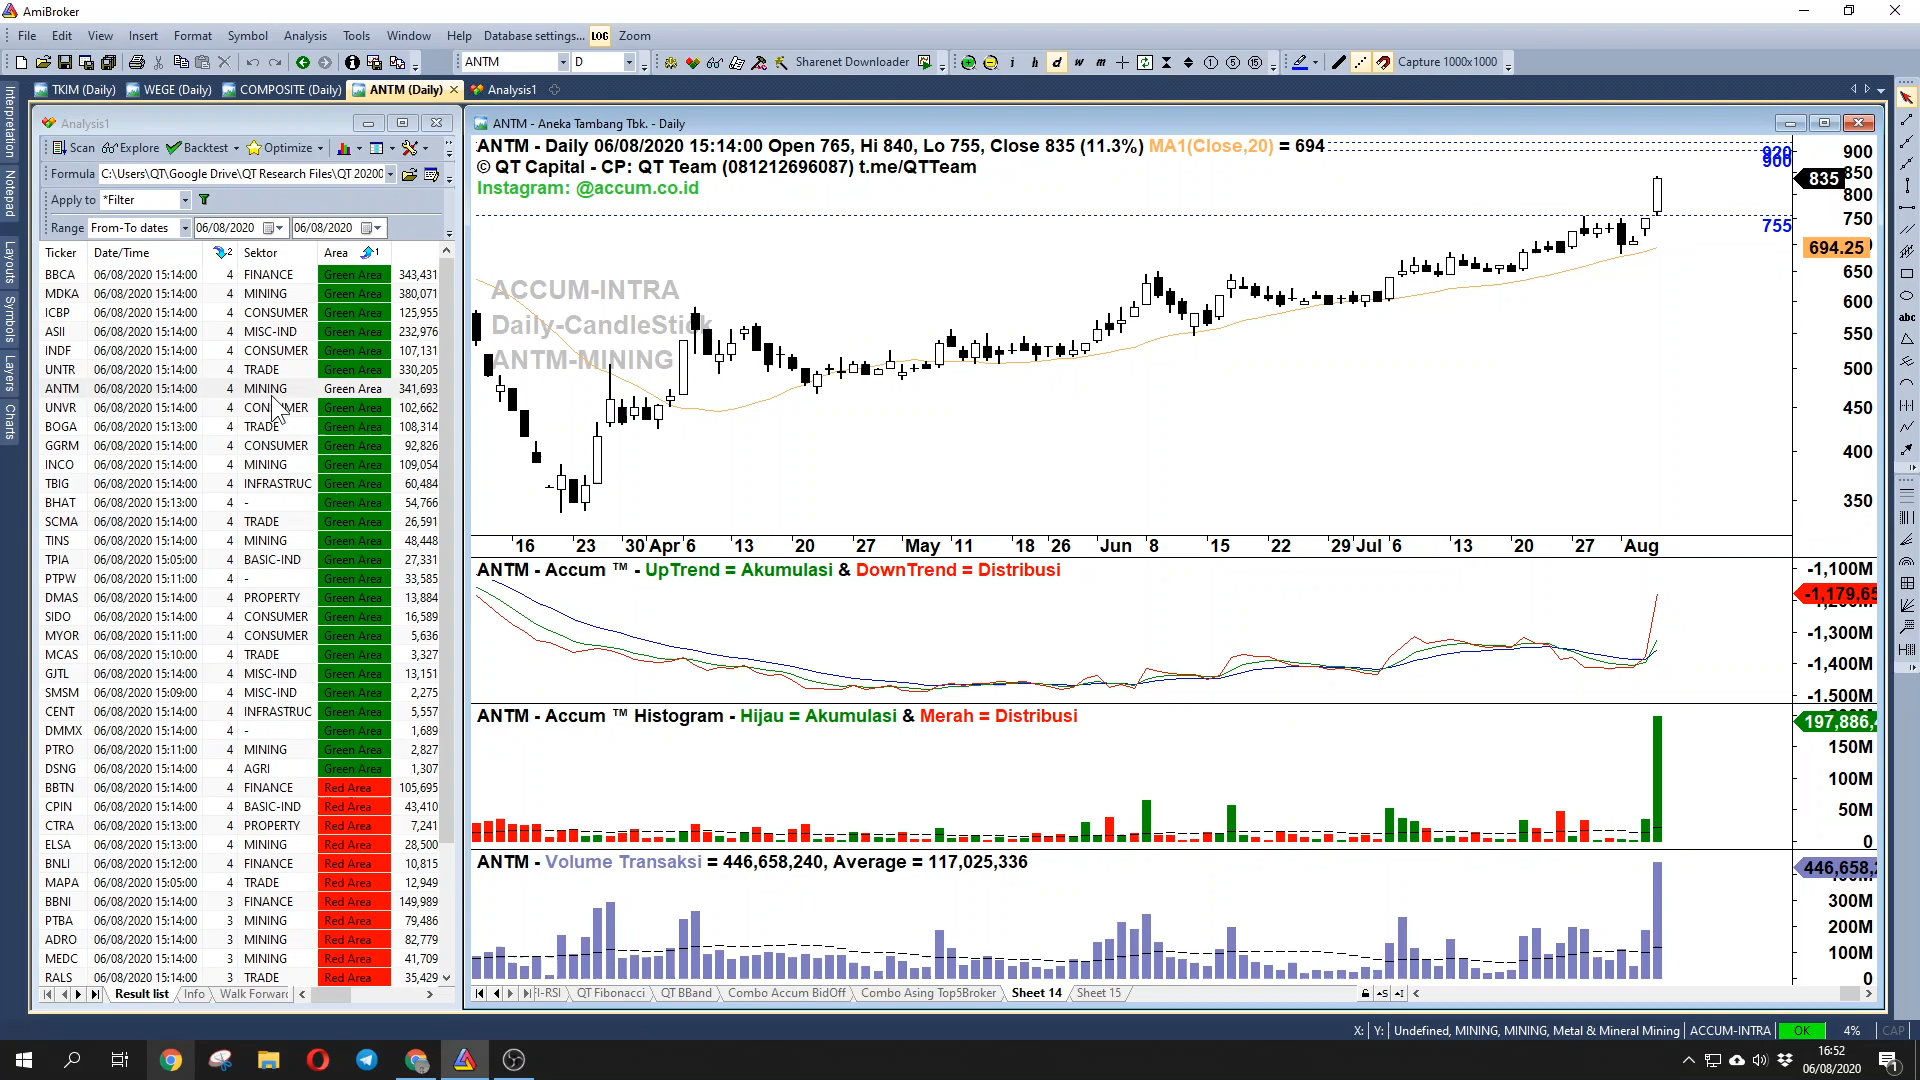 AmiBroker
File Edit View Insert Format Symbol Analysis Tools Window Help Database settings... LOG Zoom
ANTM D Sharenet Downloader i h d w m Capture 1000x1000
TKIM (Daily) WEGE (Daily) COMPOSITE (Daily) ANTM (Daily) Analysis1
Interpretation
Notepad
Layouts
Symbols
Layers
Charts
Analysis1
Scan Explore Backtest Optimize
Formula C:\Users\QT\Google Drive\QT Research Files\QT 2020
Apply to *Filter
Range From-To dates 06/08/2020 06/08/2020
Ticker Date/Time 2 Sektor Area 1
BBCA 06/08/2020 15:14:00 4 FINANCE Green Area 343,431
MDKA 06/08/2020 15:14:00 4 MINING Green Area 380,071
ICBP 06/08/2020 15:14:00 4 CONSUMER Green Area 125,955
ASII 06/08/2020 15:14:00 4 MISC-IND Green Area 232,976
INDF 06/08/2020 15:14:00 4 CONSUMER Green Area 107,131
UNTR 06/08/2020 15:14:00 4 TRADE Green Area 330,205
ANTM 06/08/2020 15:14:00 4 MINING Green Area 341,693
UNVR 06/08/2020 15:14:00 4 CONSUMER Green Area 102,662
BOGA 06/08/2020 15:13:00 4 TRADE Green Area 108,314
GGRM 06/08/2020 15:14:00 4 CONSUMER Green Area 92,826
INCO 06/08/2020 15:14:00 4 MINING Green Area 109,054
TBIG 06/08/2020 15:14:00 4 INFRASTRUC Green Area 60,484
BHAT 06/08/2020 15:13:00 4 - Green Area 54,766
SCMA 06/08/2020 15:14:00 4 TRADE Green Area 26,591
TINS 06/08/2020 15:14:00 4 MINING Green Area 48,448
TPIA 06/08/2020 15:05:00 4 BASIC-IND Green Area 27,331
PTPW 06/08/2020 15:11:00 4 - Green Area 33,585
DMAS 06/08/2020 15:14:00 4 PROPERTY Green Area 13,884
SIDO 06/08/2020 15:14:00 4 CONSUMER Green Area 16,589
MYOR 06/08/2020 15:11:00 4 CONSUMER Green Area 5,636
MCAS 06/08/2020 15:10:00 4 TRADE Green Area 3,327
GJTL 06/08/2020 15:14:00 4 MISC-IND Green Area 13,151
SMSM 06/08/2020 15:09:00 4 MISC-IND Green Area 2,275
CENT 06/08/2020 15:14:00 4 INFRASTRUC Green Area 5,557
DMMX 06/08/2020 15:14:00 4 - Green Area 1,689
PTRO 06/08/2020 15:11:00 4 MINING Green Area 2,827
DSNG 06/08/2020 15:14:00 4 AGRI Green Area 1,307
BBTN 06/08/2020 15:14:00 4 FINANCE Red Area 105,695
CPIN 06/08/2020 15:14:00 4 BASIC-IND Red Area 43,410
CTRA 06/08/2020 15:13:00 4 PROPERTY Red Area 7,241
ELSA 06/08/2020 15:13:00 4 MINING Red Area 28,500
BNLI 06/08/2020 15:12:00 4 FINANCE Red Area 10,815
MAPA 06/08/2020 15:05:00 4 TRADE Red Area 12,949
BBNI 06/08/2020 15:14:00 3 FINANCE Red Area 149,989
PTBA 06/08/2020 15:14:00 3 MINING Red Area 79,486
ADRO 06/08/2020 15:14:00 3 MINING Red Area 82,779
MEDC 06/08/2020 15:14:00 3 MINING Red Area 41,709
RALS 06/08/2020 15:14:00 3 TRADE Red Area 35,429
Result list Info Walk Forward
ANTM - Aneka Tambang Tbk. - Daily
ANTM - Daily 06/08/2020 15:14:00 Open 765, Hi 840, Lo 755, Close 835 (11.3%) MA1(Close,20) = 694
© QT Capital - CP: QT Team (081212696087) t.me/QTTeam
Instagram: @accum.co.id
ACCUM-INTRA
Daily-CandleStick
ANTM-MINING
920
900
755
900
850
835
800
750
694.25
650
600
550
500
450
400
350
16 23 30 Apr 6 13 20 27 May 11 18 26 Jun 8 15 22 29 Jul 6 13 20 27 Aug
ANTM - Accum ™ - UpTrend = Akumulasi & DownTrend = Distribusi
-1,100M
-1,179,65
-1,300M
-1,400M
-1,500M
ANTM - Accum ™ Histogram - Hijau = Akumulasi & Merah = Distribusi
197,886,
150M
100M
50M
0
ANTM - Volume Transaksi = 446,658,240, Average = 117,025,336
446,658,
300M
200M
100M
0
FI-RSI QT Fibonacci QT BBand Combo Accum BidOff Combo Asing Top5Broker Sheet 14 Sheet 15
X: Y: Undefined, MINING, MINING, Metal & Mineral Mining ACCUM-INTRA OK 4% CAP
abc
16:52
06/08/2020
1